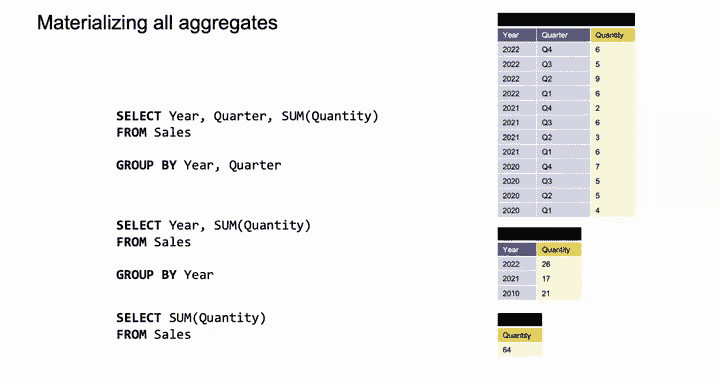 Materializing all aggregates
SELECT Year, Quarter, SUM(Quantity)
FROM Sales
GROUP BY Year, Quarter
SELECT Year, SUM(Quantity)
FROM Sales
GROUP BY Year
SELECT SUM(Quantity)
FROM Sales
Year Quarter Quantity
2022 Q4 6
2022 Q3 5
2022 Q2 9
2022 Q1 6
2021 Q4 2
2021 Q3 6
2021 Q2 3
2021 Q1 6
2020 Q4 7
2020 Q3 5
2020 Q2 5
2020 Q1 4
Year Quantity
2022 26
2021 17
2010 21
Quantity
64